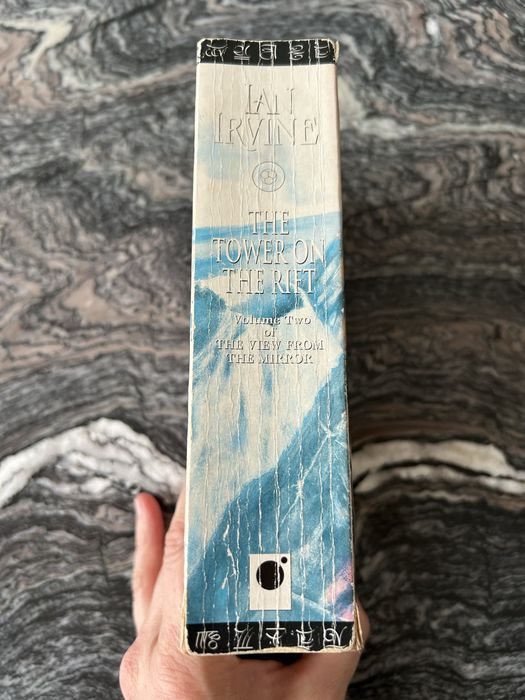 IAN
IRVINE
THE
TOWER ON
THE RIFT
Volume Two
of
THE VIEW FROM
THE MIRROR